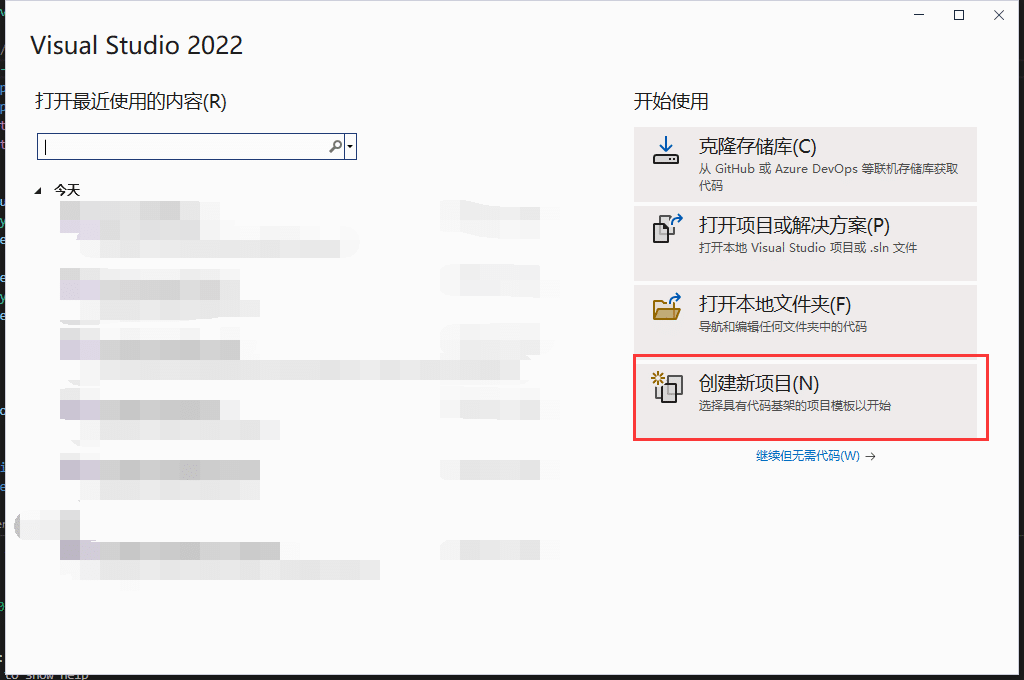 Visual Studio 2022
打开最近使用的内容(R)
今天
开始使用
克隆存储库(C)
从 GitHub 或 Azure DevOps 等联机存储库获取
代码
打开项目或解决方案(P)
打开本地 Visual Studio 项目或 .sln 文件
打开本地文件夹(F)
导航和编辑任何文件夹中的代码
创建新项目(N)
选择具有代码基架的项目模板以开始
继续但无需代码(W) →
to show help